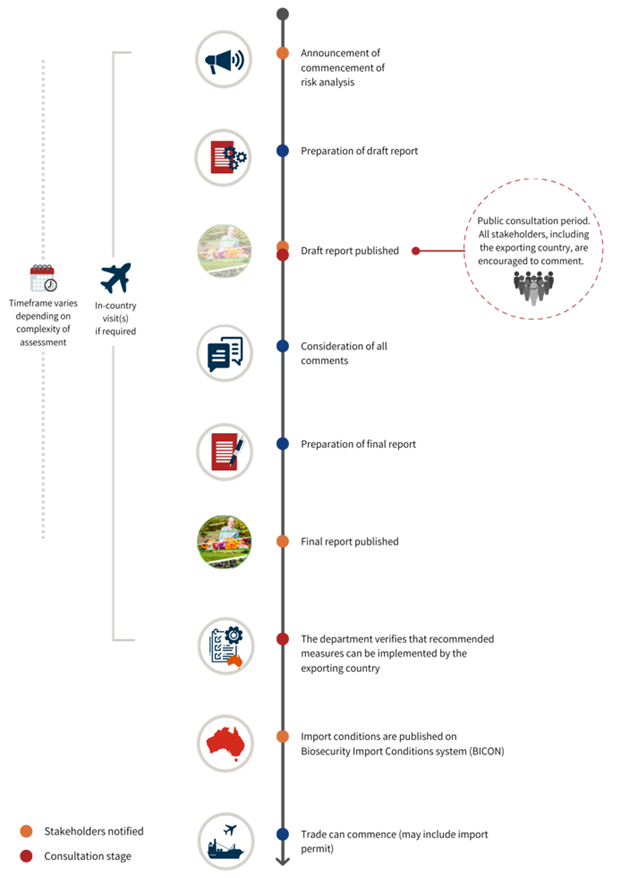 Announcement of
commencement of
risk analysis
Preparation of draft report
Public consultation period.
All stakeholders, including
the exporting country, are
encouraged to comment.
Draft report published
Timeframe varies
depending on
complexity of
assessment
In-country
visit(s)
if required
Consideration of all
comments
Preparation of final report
Final report published
The department verifies that recommended
measures can be implemented by the
exporting country
Import conditions are published on
Biosecurity Import Conditions system (BICON)
Stakeholders notified
Consultation stage
Trade can commence (may include import
permit)